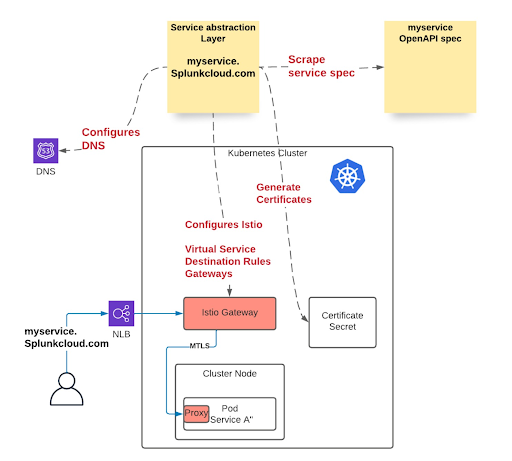 Service abstraction
Layer
myservice.
Splunkcloud.com
myservice
OpenAPI spec
Scrape
service spec
Configures
DNS
53
DNS
Kubernetes Cluster
Generate
Certificates
Configures Istio
Virtual Service
Destination Rules
Gateways
Istio Gateway
Certificate
Secret
myservice.
Splunkcloud.com
NLB
MTLS
Cluster Node
Proxy
Pod
Service A"